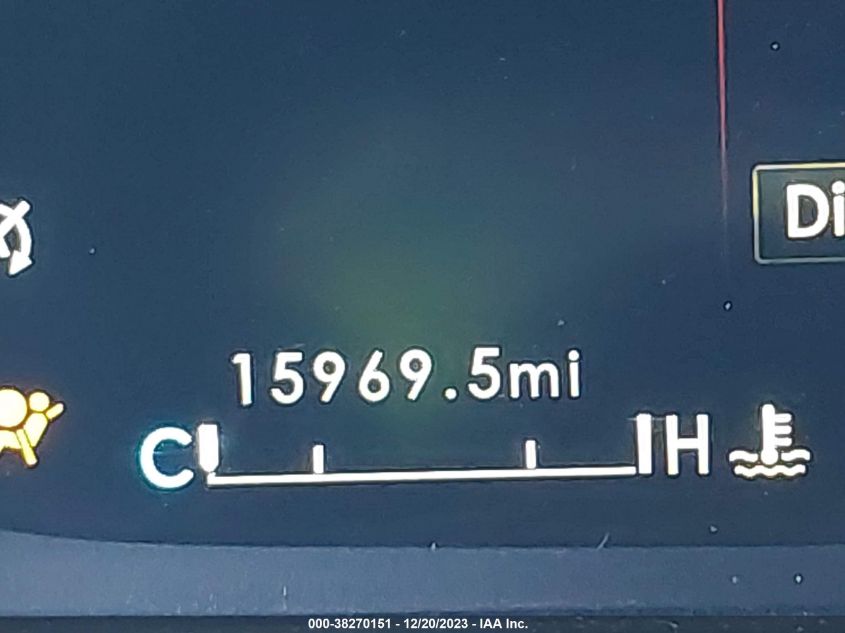 Di
15969.5mi
C H
000-38270151 - 12/20/2023 - IAA Inc.